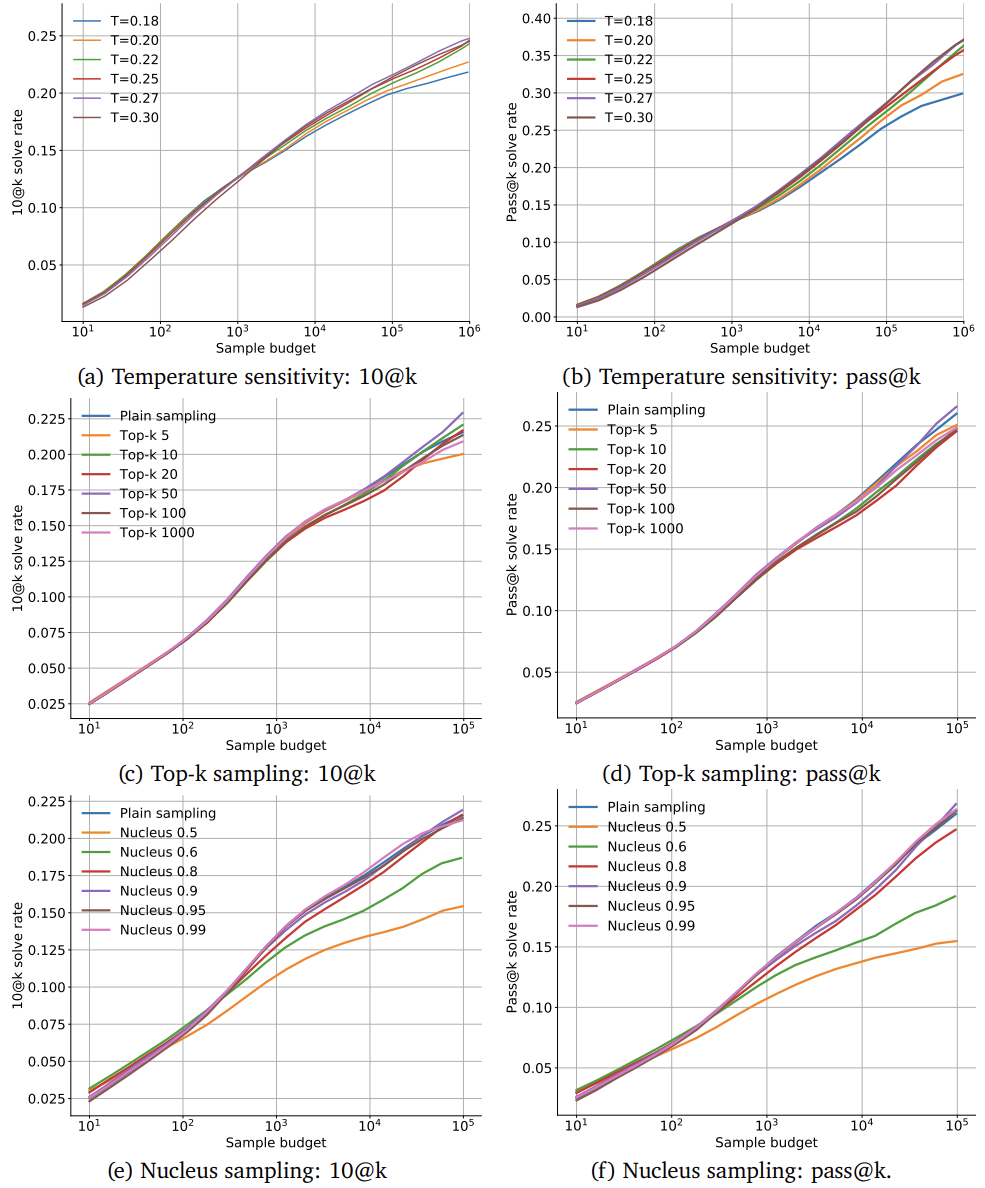 10@k solve rate
0.25
0.20
0.15
0.10
0.05
T=0.18
T=0.20
T=0.22
T=0.25
T=0.27
T=0.30
10^1 10^2 10^3 10^4 10^5 10^6
Sample budget
(a) Temperature sensitivity: 10@k
Pass@k solve rate
0.40
0.35
0.30
0.25
0.20
0.15
0.10
0.05
0.00
T=0.18
T=0.20
T=0.22
T=0.25
T=0.27
T=0.30
10^1 10^2 10^3 10^4 10^5 10^6
Sample budget
(b) Temperature sensitivity: pass@k
10@k solve rate
0.225
0.200
0.175
0.150
0.125
0.100
0.075
0.050
0.025
Plain sampling
Top-k 5
Top-k 10
Top-k 20
Top-k 50
Top-k 100
Top-k 1000
10^1 10^2 10^3 10^4 10^5
Sample budget
(c) Top-k sampling: 10@k
Pass@k solve rate
0.25
0.20
0.15
0.10
0.05
Plain sampling
Top-k 5
Top-k 10
Top-k 20
Top-k 50
Top-k 100
Top-k 1000
10^1 10^2 10^3 10^4 10^5
Sample budget
(d) Top-k sampling: pass@k
10@k solve rate
0.225
0.200
0.175
0.150
0.125
0.100
0.075
0.050
0.025
Plain sampling
Nucleus 0.5
Nucleus 0.6
Nucleus 0.8
Nucleus 0.9
Nucleus 0.95
Nucleus 0.99
10^1 10^2 10^3 10^4 10^5
Sample budget
(e) Nucleus sampling: 10@k
Pass@k solve rate
0.25
0.20
0.15
0.10
0.05
Plain sampling
Nucleus 0.5
Nucleus 0.6
Nucleus 0.8
Nucleus 0.9
Nucleus 0.95
Nucleus 0.99
10^1 10^2 10^3 10^4 10^5
Sample budget
(f) Nucleus sampling: pass@k.